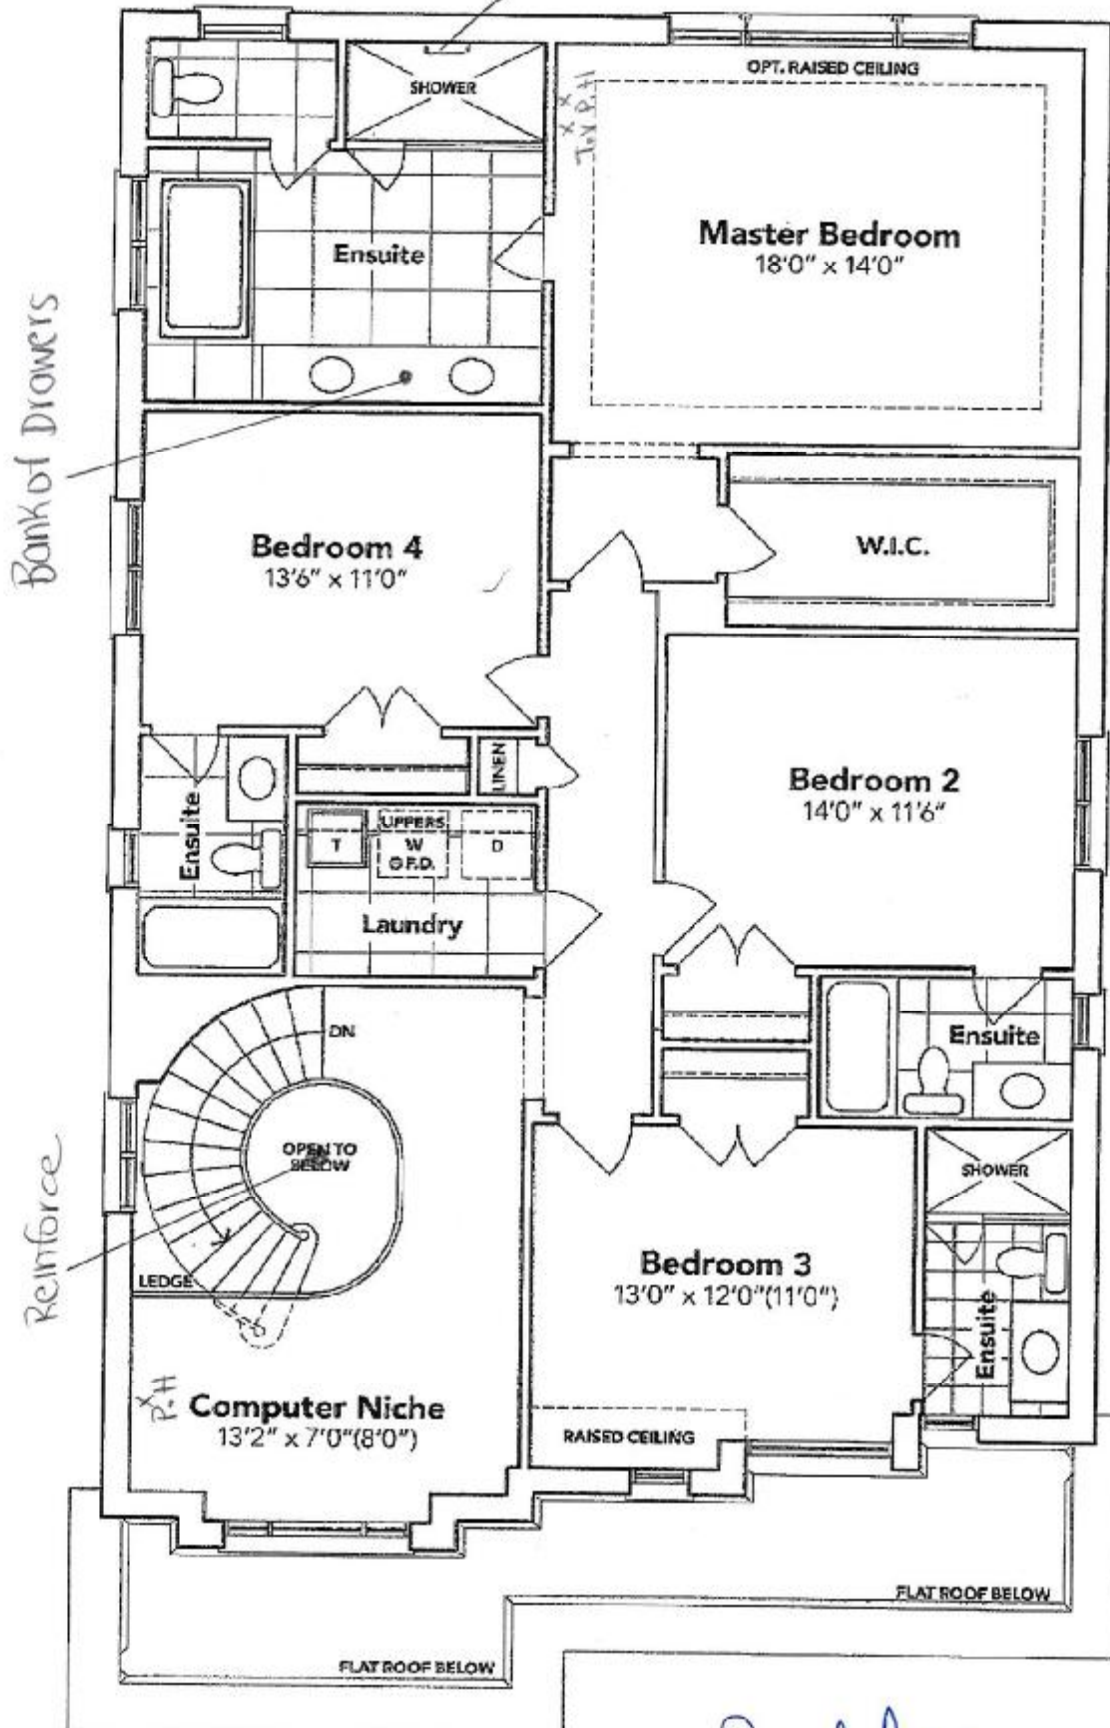 OPT. RAISED CEILING
SHOWER
T.V P.H
Master Bedroom
18'0" x 14'0"
Ensuite
Bank of Drawers
Bedroom 4
13'6" x 11'0"
W.I.C.
LINEN
Bedroom 2
14'0" x 11'6"
Ensuite
UPPERS
T
W
D
F.D.
Laundry
DN
Ensuite
OPEN TO
BELOW
SHOWER
Reinforce
LEDGE
Bedroom 3
13'0" x 12'0"(11'0")
Ensuite
P.H
Computer Niche
13'2" x 7'0"(8'0")
RAISED CEILING
FLAT ROOF BELOW
FLAT ROOF BELOW